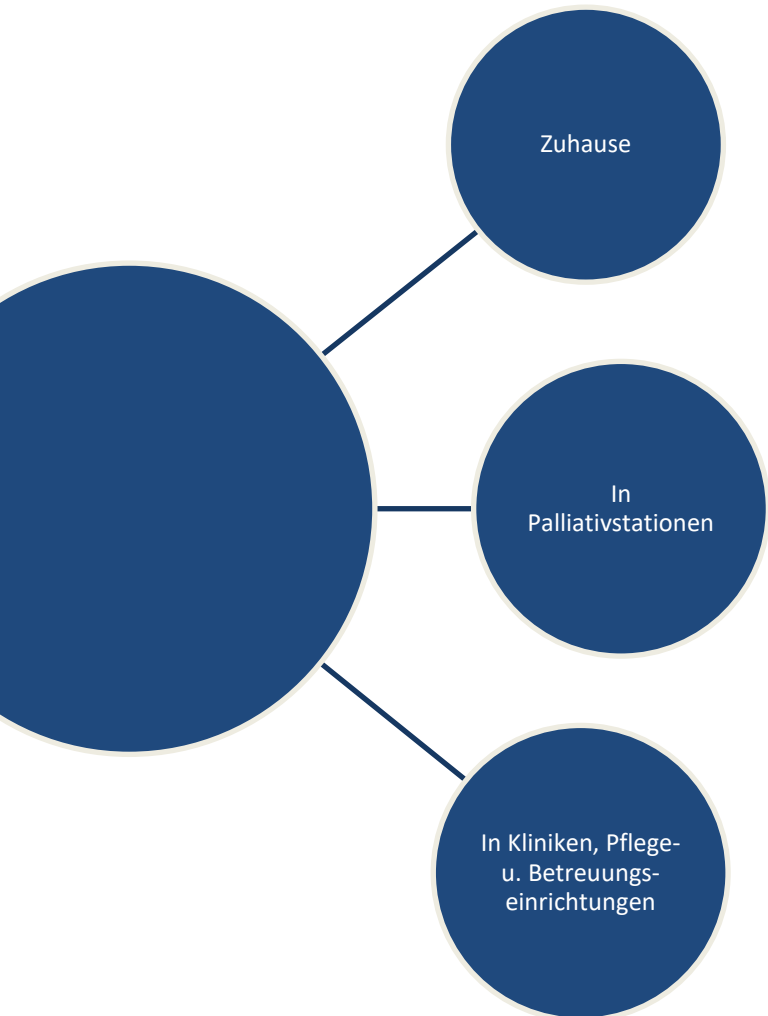 Zuhause
In
Palliativstationen
In Kliniken, Pflege-
u. Betreuungs-
einrichtungen